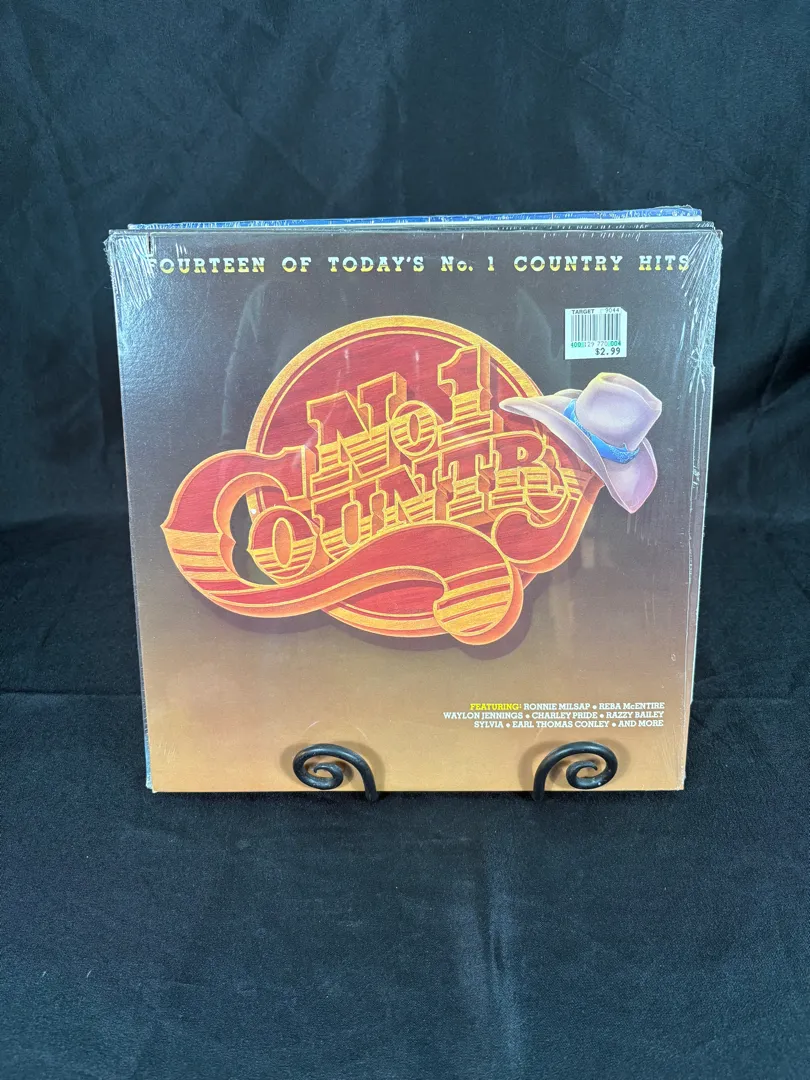 FOURTEEN OF TODAY'S No. 1 COUNTRY HITS
TARGET 9044
$2.99
No. 1
COUNTRY
FEATURING: RONNIE MILSAP • REBA McENTIRE
WAYLON JENNINGS • CHARLEY PRIDE • RAZZY BAILEY
SYLVIA • EARL THOMAS CONLEY • AND MORE